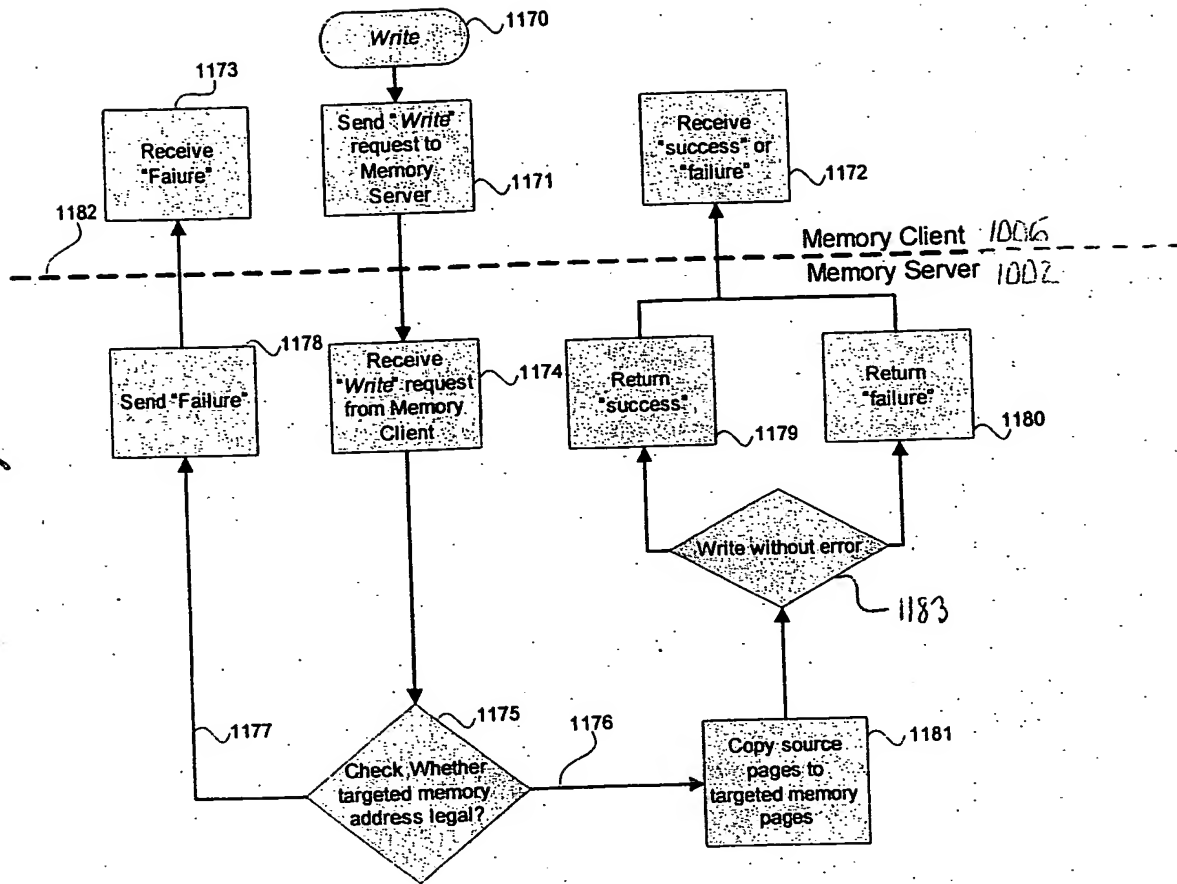 Write
1170
1173
Receive
"Faiure"
Send "Write"
request to
Memory
Server
1171
Receive
"success" or
"failure"
1172
1182
Memory Client 1006
Memory Server 1002
1178
Send "Failure"
Receive
"Write" request
from Memory
Client
1174
Return
"success"
1179
Return
"failure"
1180
Write without error
1183
1177
1175
Check,Whether
targeted memory
address legal?
1176
Copy source
pages to
targeted memory
pages
1181